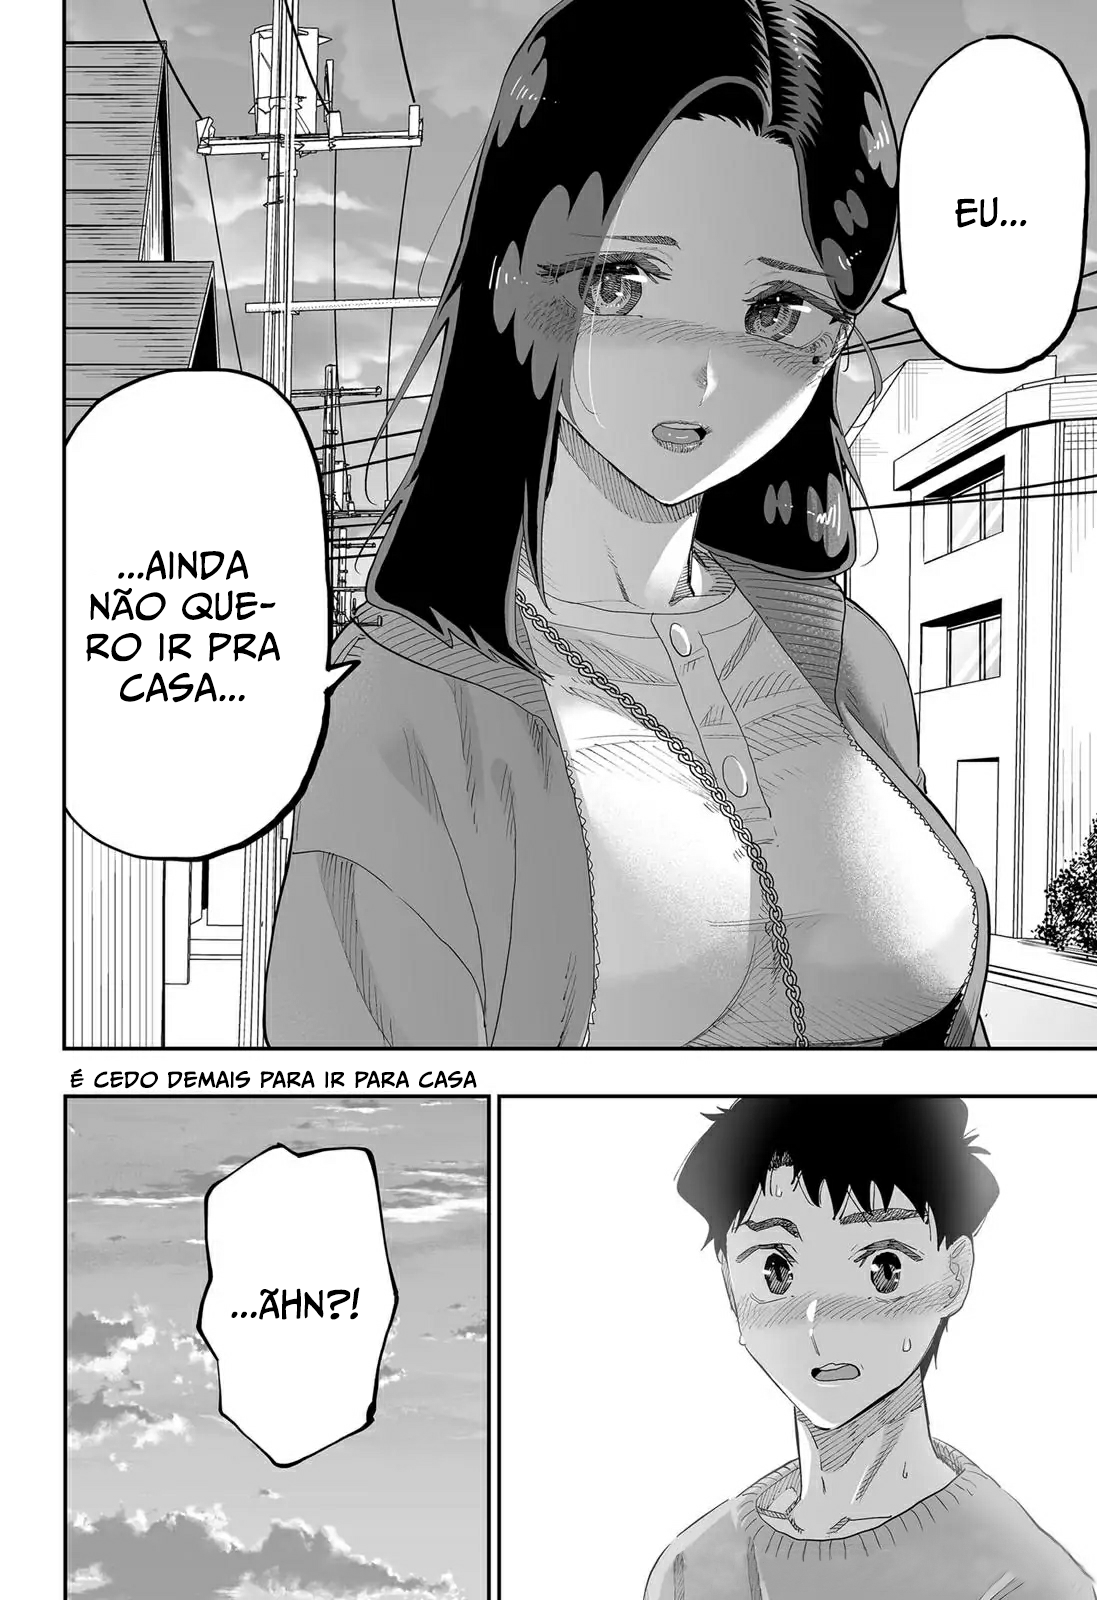 EU...
...AINDA
NÃO QUE-
RO IR PRA
CASA...
É CEDO DEMAIS PARA IR PARA CASA
...ÃHN?!